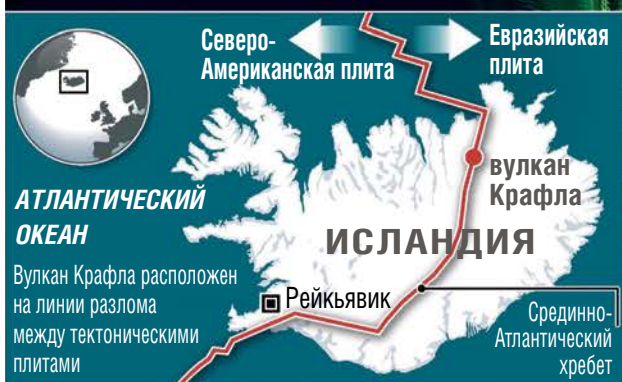 Северо-
Американская плита
Евразийская
плита
вулкан
Крафла
АТЛАНТИЧЕСКИЙ
ОКЕАН
ИСЛАНДИЯ
Вулкан Крафла расположен
на линии разлома
между тектоническими
плитами
Рейкьявик
Срединно-
Атлантический
хребет